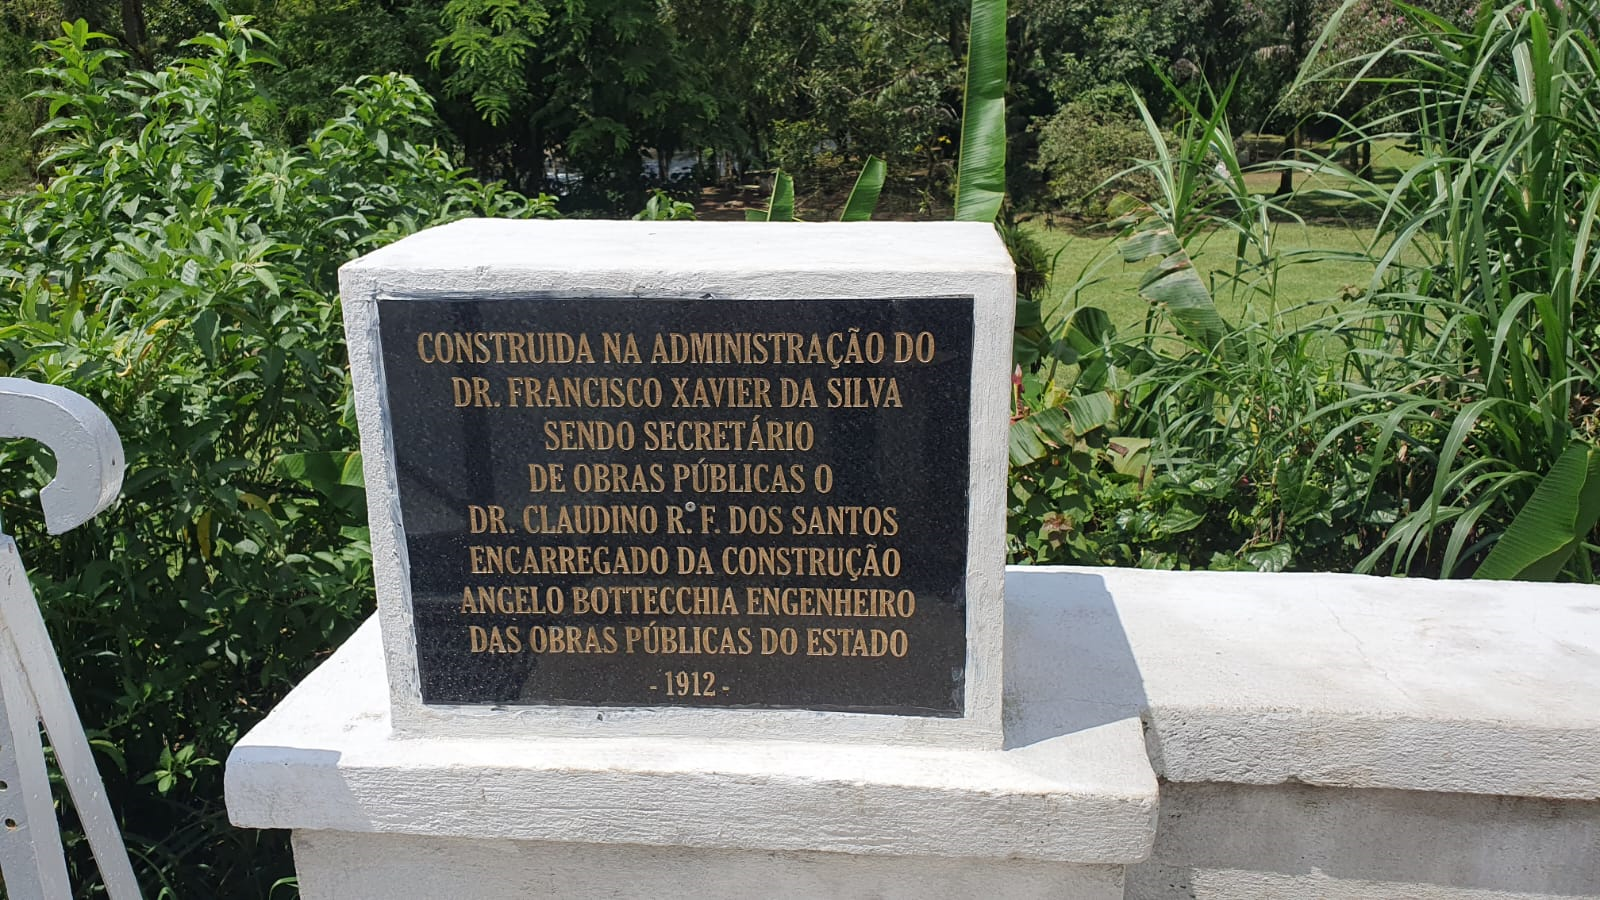 CONSTRUIDA NA ADMINISTRAÇÃO DO
DR. FRANCISCO XAVIER DA SILVA
SENDO SECRETÁRIO
DE OBRAS PÚBLICAS O
DR. CLAUDINO R. F. DOS SANTOS
ENCARREGADO DA CONSTRUÇÃO
ANGELO BOTTECCHIA ENGENHEIRO
DAS OBRAS PÚBLICAS DO ESTADO
- 1912 -